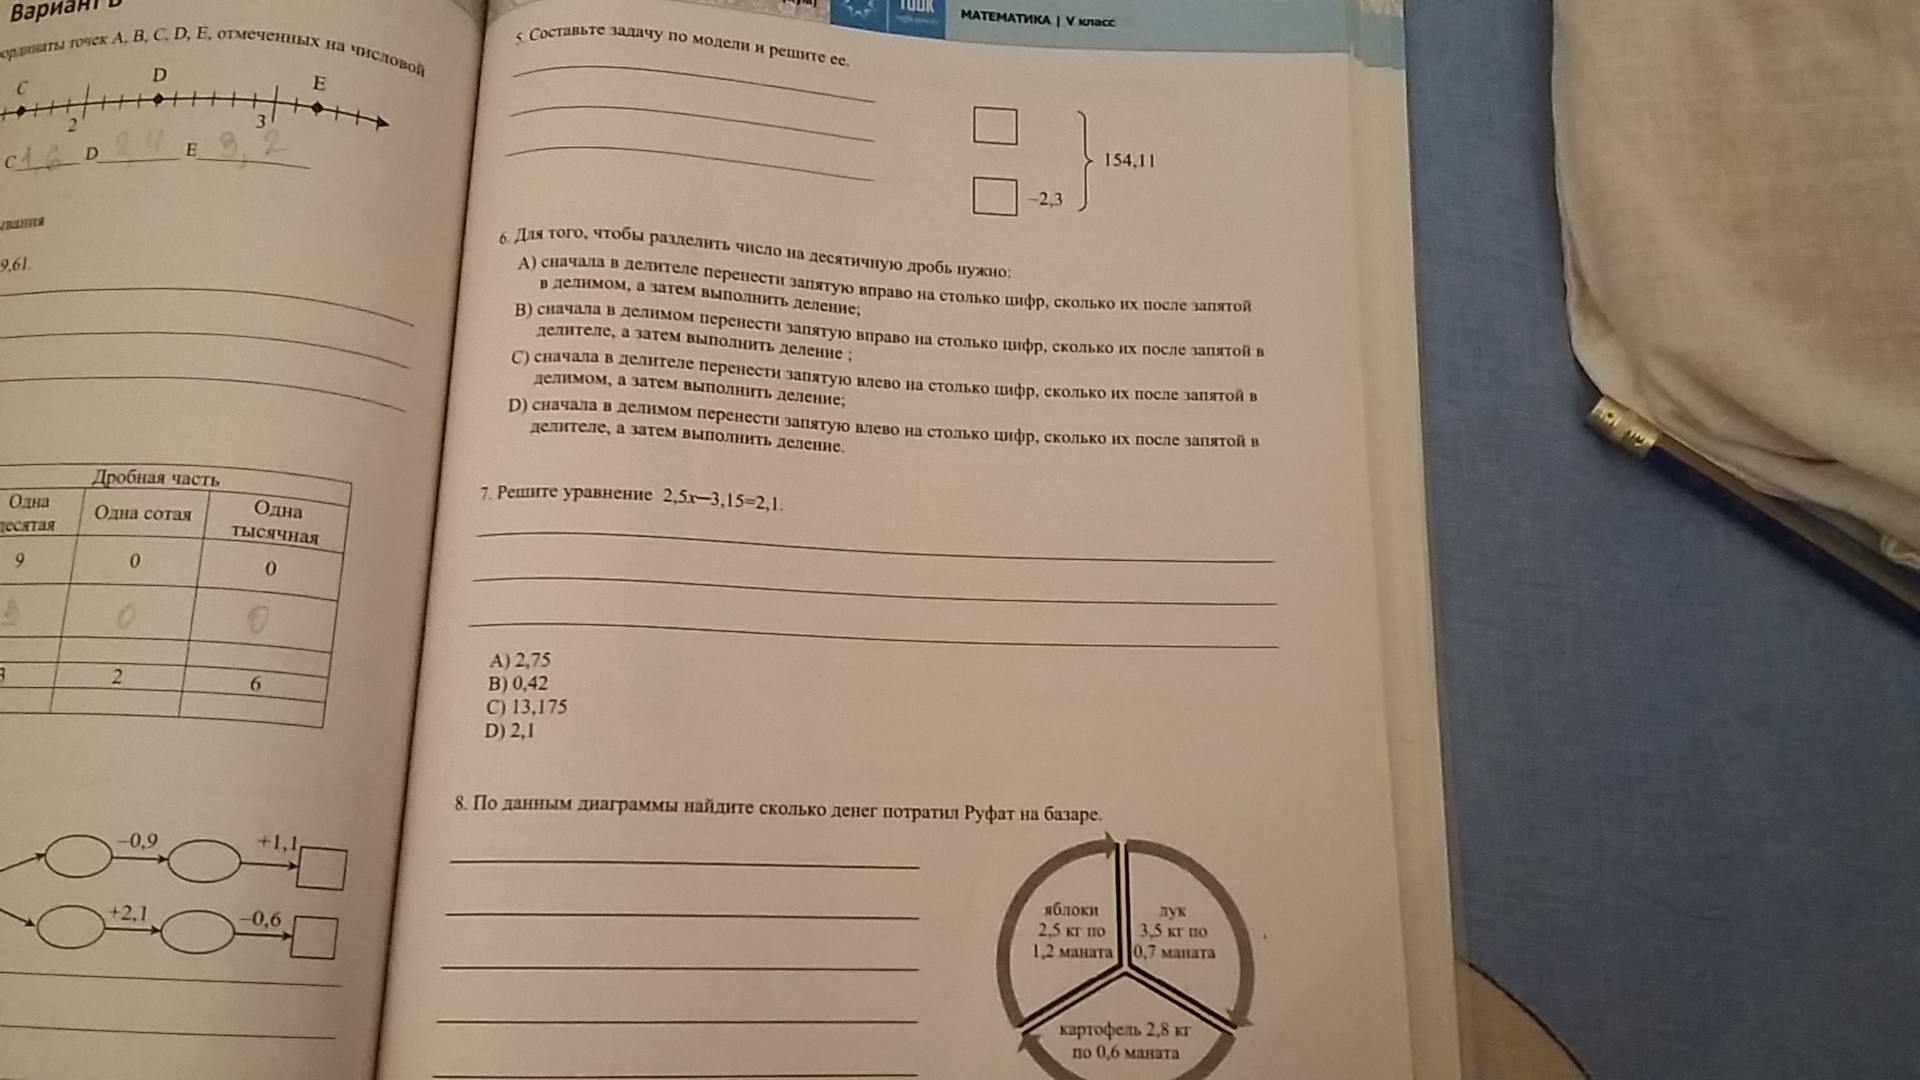 Вариант
точек A, B, C, D, E, отмеченных на числовой
C
D
E
2
3
C 1,6 D 2,4 E 3,2
9,61.
Дробная часть
Одна
Одна сотая
Одна тысячная
9
0
0
9
0
0
3
2
6
–0,9
+1,1
+2,1
–0,6
МАТЕМАТИКА | V класс
5. Составьте задачу по модели и решите ее.
154,11
–2,3
6. Для того, чтобы разделить число на десятичную дробь нужно:
A) сначала в делителе перенести запятую вправо на столько цифр, сколько их после запятой
в делимом, а затем выполнить деление;
B) сначала в делимом перенести запятую вправо на столько цифр, сколько их после запятой в
делителе, а затем выполнить деление ;
C) сначала в делителе перенести запятую влево на столько цифр, сколько их после запятой в
делимом, а затем выполнить деление;
D) сначала в делимом перенести запятую влево на столько цифр, сколько их после запятой в
делителе, а затем выполнить деление.
7. Решите уравнение 2,5x–3,15=2,1.
A) 2,75
B) 0,42
C) 13,175
D) 2,1
8. По данным диаграммы найдите сколько денег потратил Руфат на базаре.
яблоки
2,5 кг по
1,2 маната
лук
3,5 кг по
0,7 маната
картофель 2,8 кг
по 0,6 маната